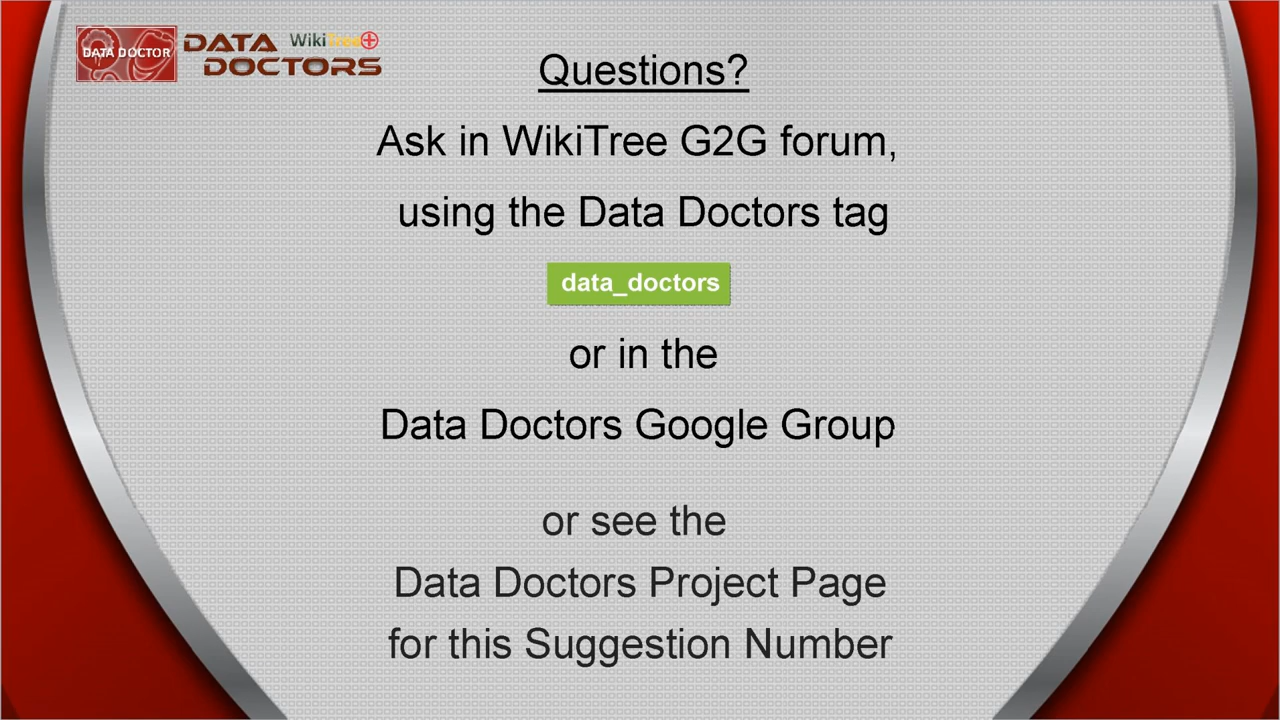 DATA DOCTOR
DATA
WikiTree
DOCTORS
Questions?
Ask in WikiTree G2G forum,
using the Data Doctors tag
data_doctors
or in the
Data Doctors Google Group
or see the
Data Doctors Project Page
for this Suggestion Number